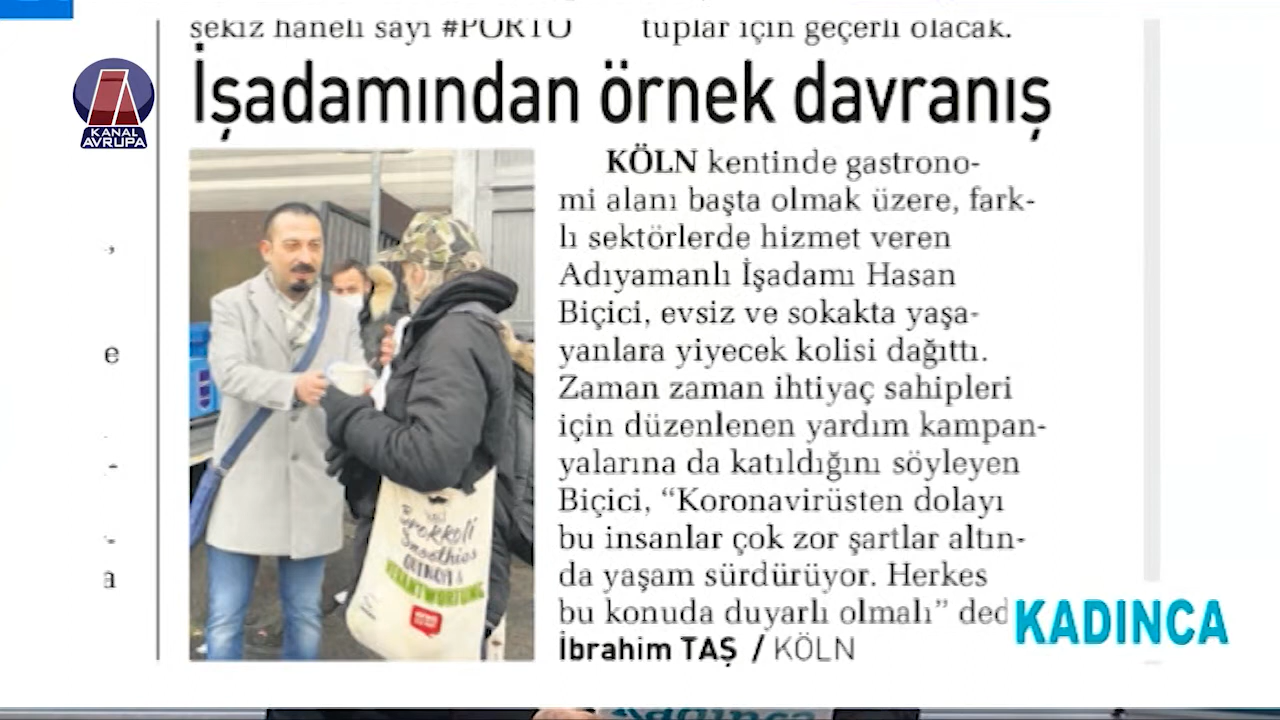 sekiz haneli sayı #PORTO
tuplar için geçerli olacak.
KANAL
AVRUPA
İşadamından örnek davranış
KÖLN kentinde gastrono-
mi alanı başta olmak üzere, fark-
lı sektörlerde hizmet veren
Adıyamanlı İşadamı Hasan
Biçici, evsiz ve sokakta yaşa-
yanlara yiyecek kolisi dağıttı.
Zaman zaman ihtiyaç sahipleri
için düzenlenen yardım kampan-
yalarına da katıldığını söyleyen
Biçici, “Koronavirüsten dolayı
bu insanlar çok zor şartlar altın-
da yaşam sürdürüyor. Herkes
bu konuda duyarlı olmalı” ded
İbrahim TAŞ / KÖLN
Brokkoli
Smoothies
QUINOA &
VERANTWORTUNG
KADINCA
Kadınca
e
a